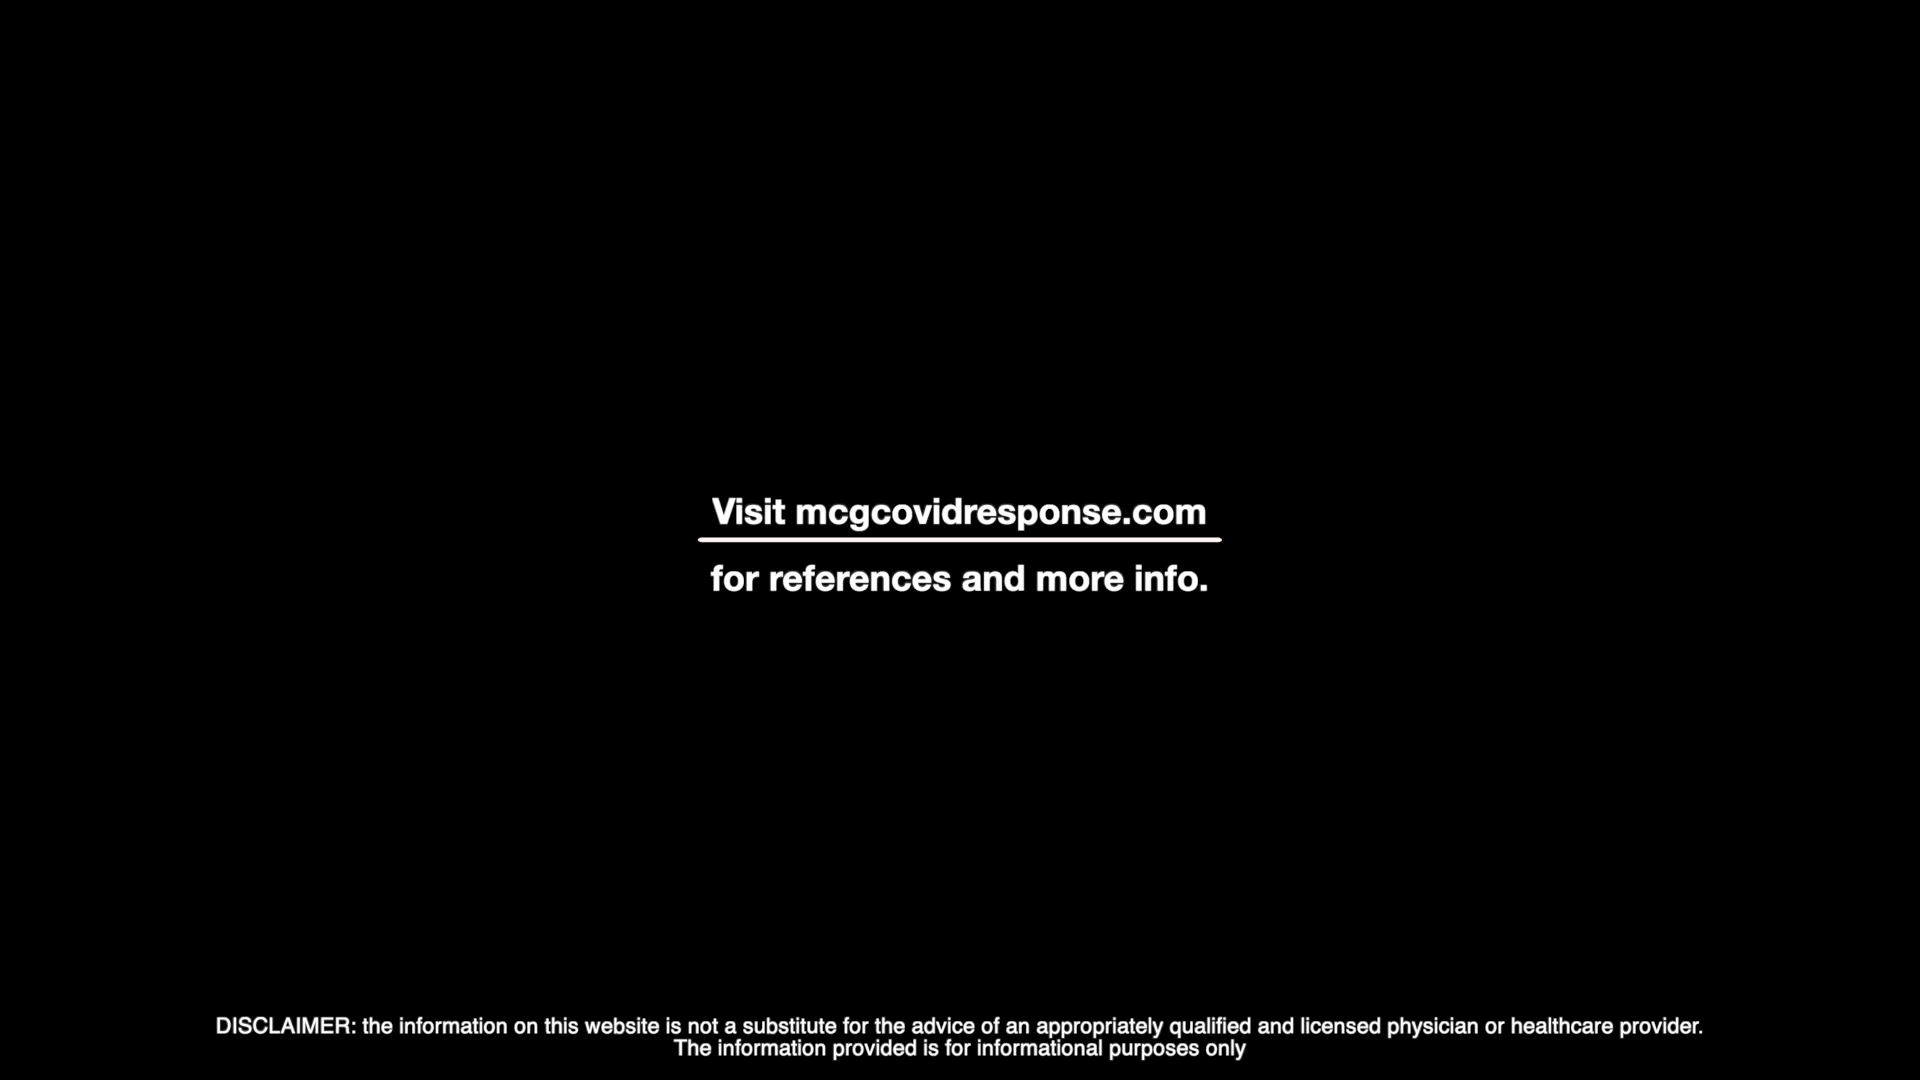 Visit mcgcovidresponse.com
for references and more info.
DISCLAIMER: the information on this website is not a substitute for the advice of an appropriately qualified and licensed physician or healthcare provider.
The information provided is for informational purposes only